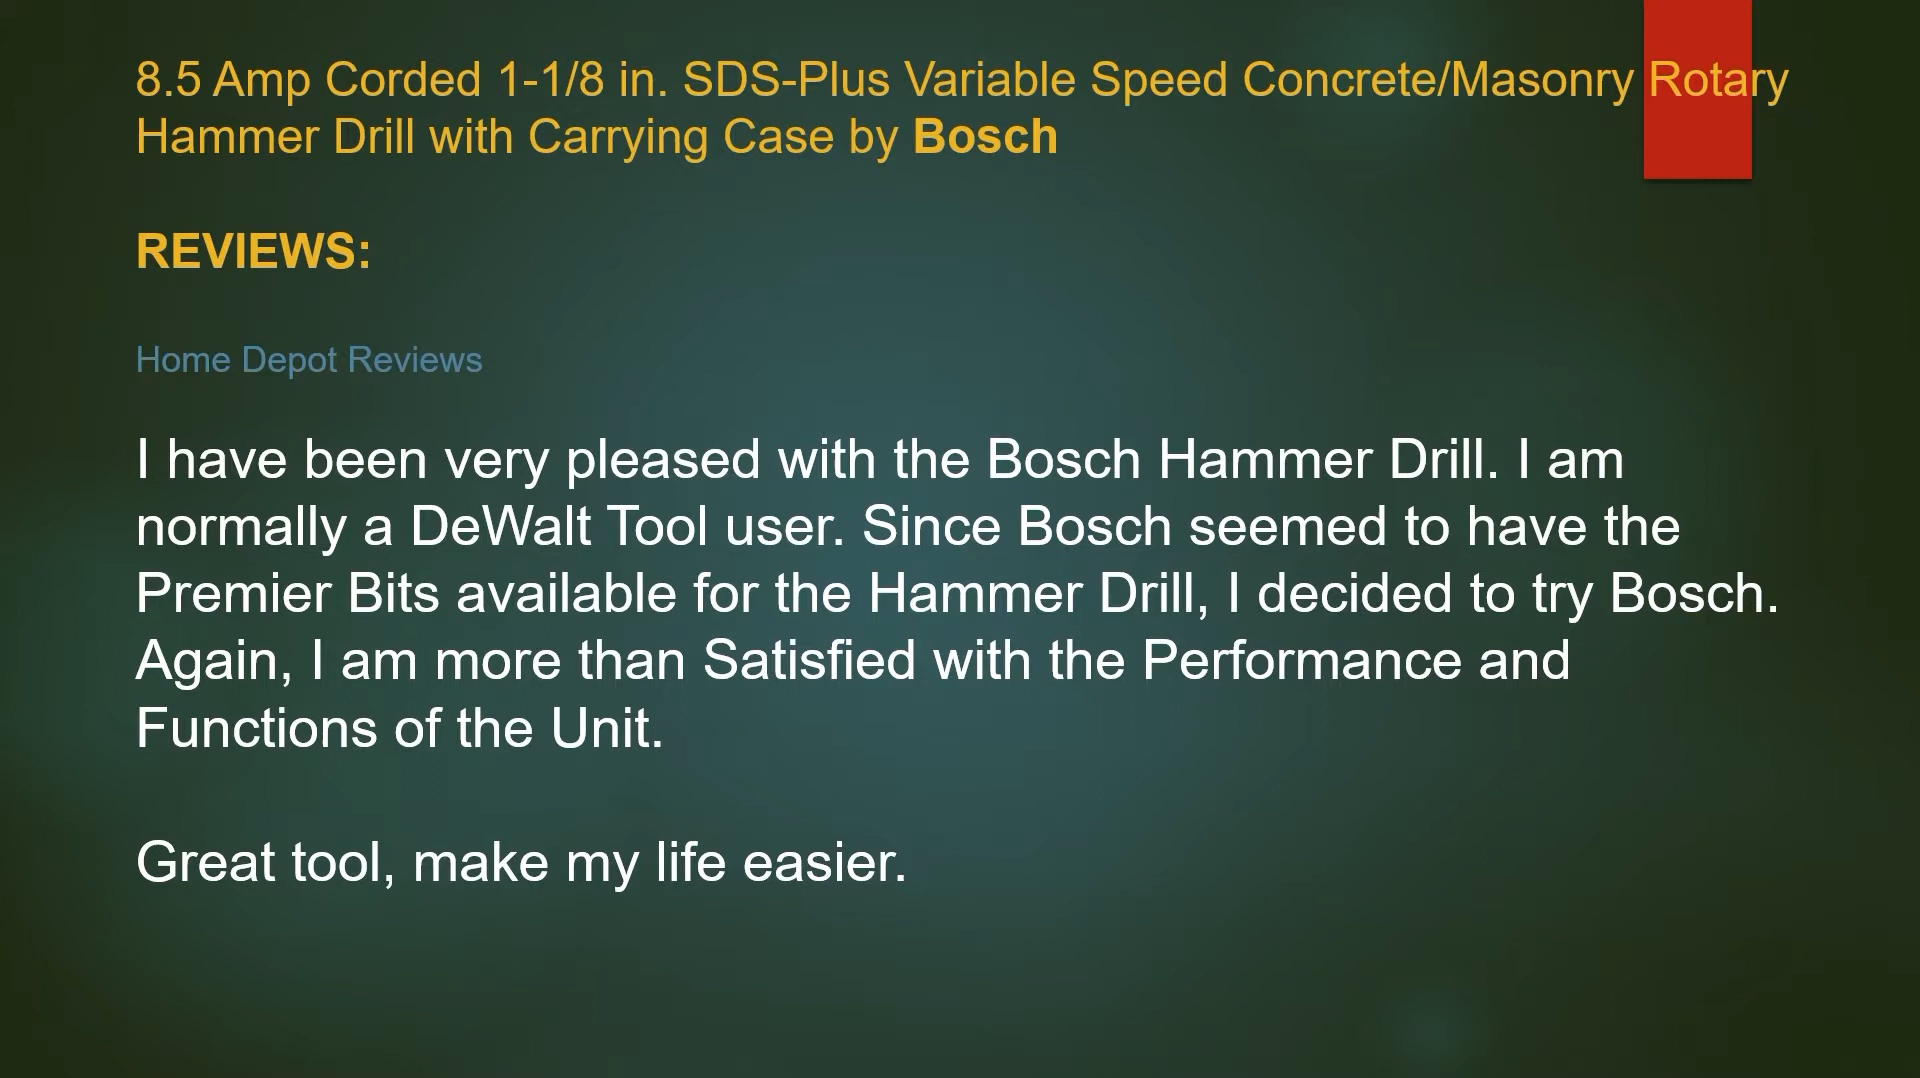 8.5 Amp Corded 1-1/8 in. SDS-Plus Variable Speed Concrete/Masonry Rotary
Hammer Drill with Carrying Case by Bosch
REVIEWS:
Home Depot Reviews
I have been very pleased with the Bosch Hammer Drill. I am
normally a DeWalt Tool user. Since Bosch seemed to have the
Premier Bits available for the Hammer Drill, I decided to try Bosch.
Again, I am more than Satisfied with the Performance and
Functions of the Unit.
Great tool, make my life easier.